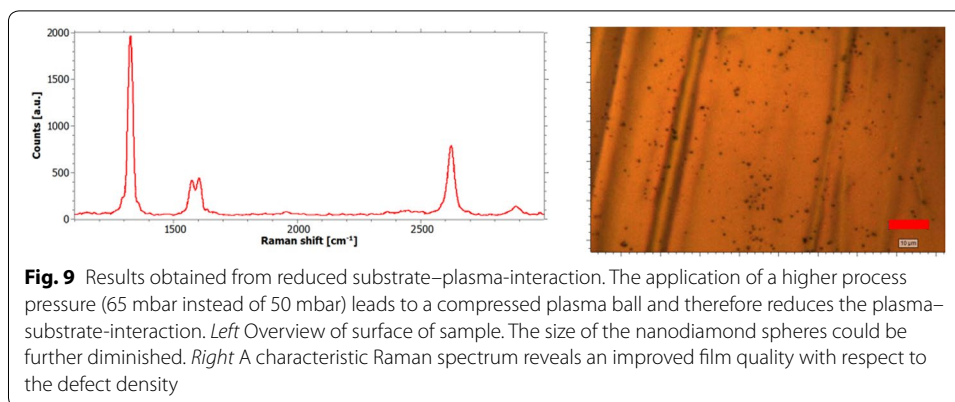 2000
1500
1000
500
0
Counts [a.u.]
1500
2000
2500
Raman shift [cm⁻¹]
10 µm
Fig. 9 Results obtained from reduced substrate–plasma-interaction. The application of a higher process
pressure (65 mbar instead of 50 mbar) leads to a compressed plasma ball and therefore reduces the plasma–
substrate-interaction. Left Overview of surface of sample. The size of the nanodiamond spheres could be
further diminished. Right A characteristic Raman spectrum reveals an improved film quality with respect to
the defect density